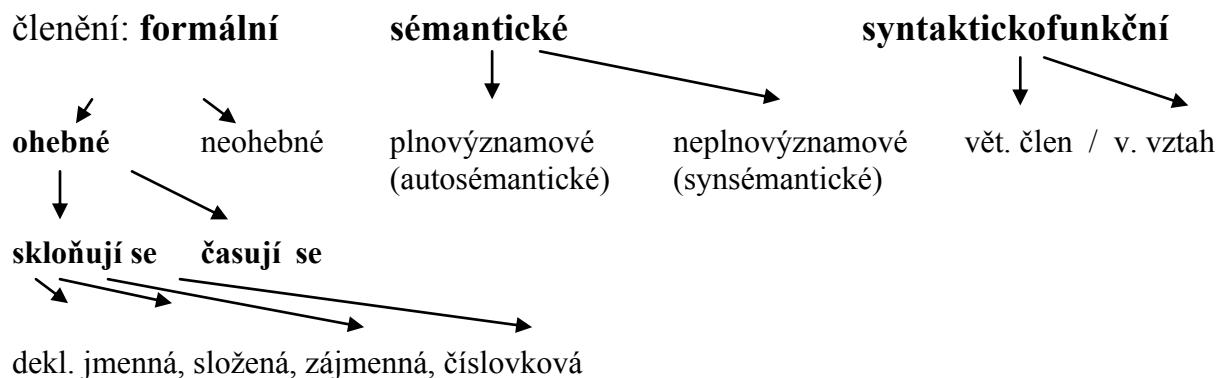 členění: formální sémantické syntaktickofunkční
ohebné neohebné plnovýznamové neplnovýznamové vět. člen / v. vztah
(autosémantické) (synsémantické)
skloňují se časují se
dekl. jmenná, složená, zájmenná, číslovková